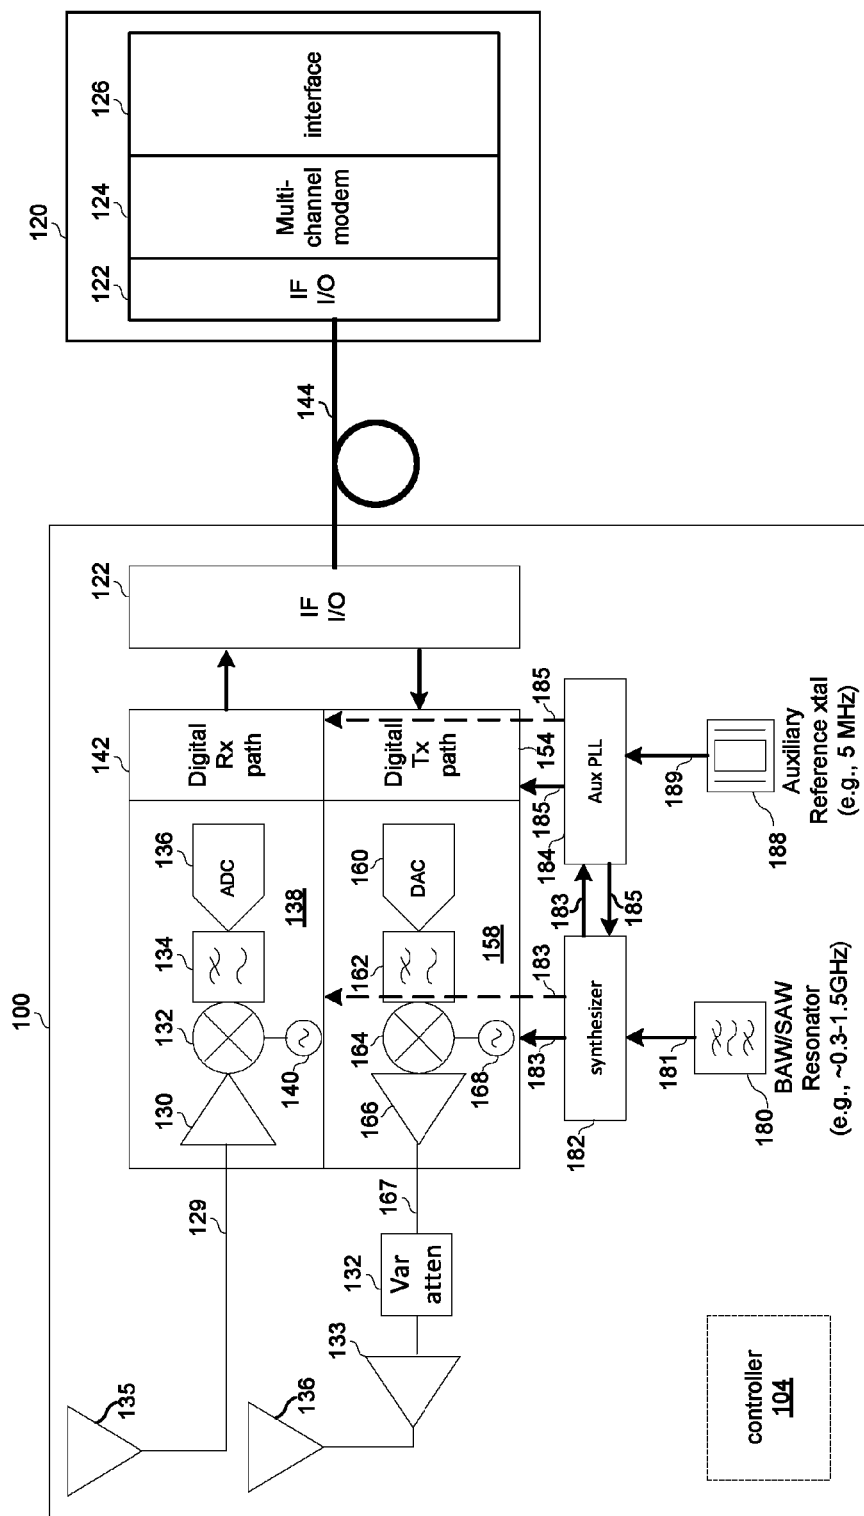 100
120
122
124
126
IF
I/O
Multi-
channel
modem
interface
144
135
129
130
132
134
136
ADC
138
140
142
Digital
Rx
path
122
IF
I/O
136
133
132
Var
atten
167
166
164
162
160
DAC
158
168
154
Digital
Tx
path
183
183
185
185
182
synthesizer
183
185
184
Aux PLL
181
189
180
BAW/SAW
Resonator
(e.g., ~0.3-1.5GHz)
188
Auxiliary
Reference xtal
(e.g., 5 MHz)
controller
104